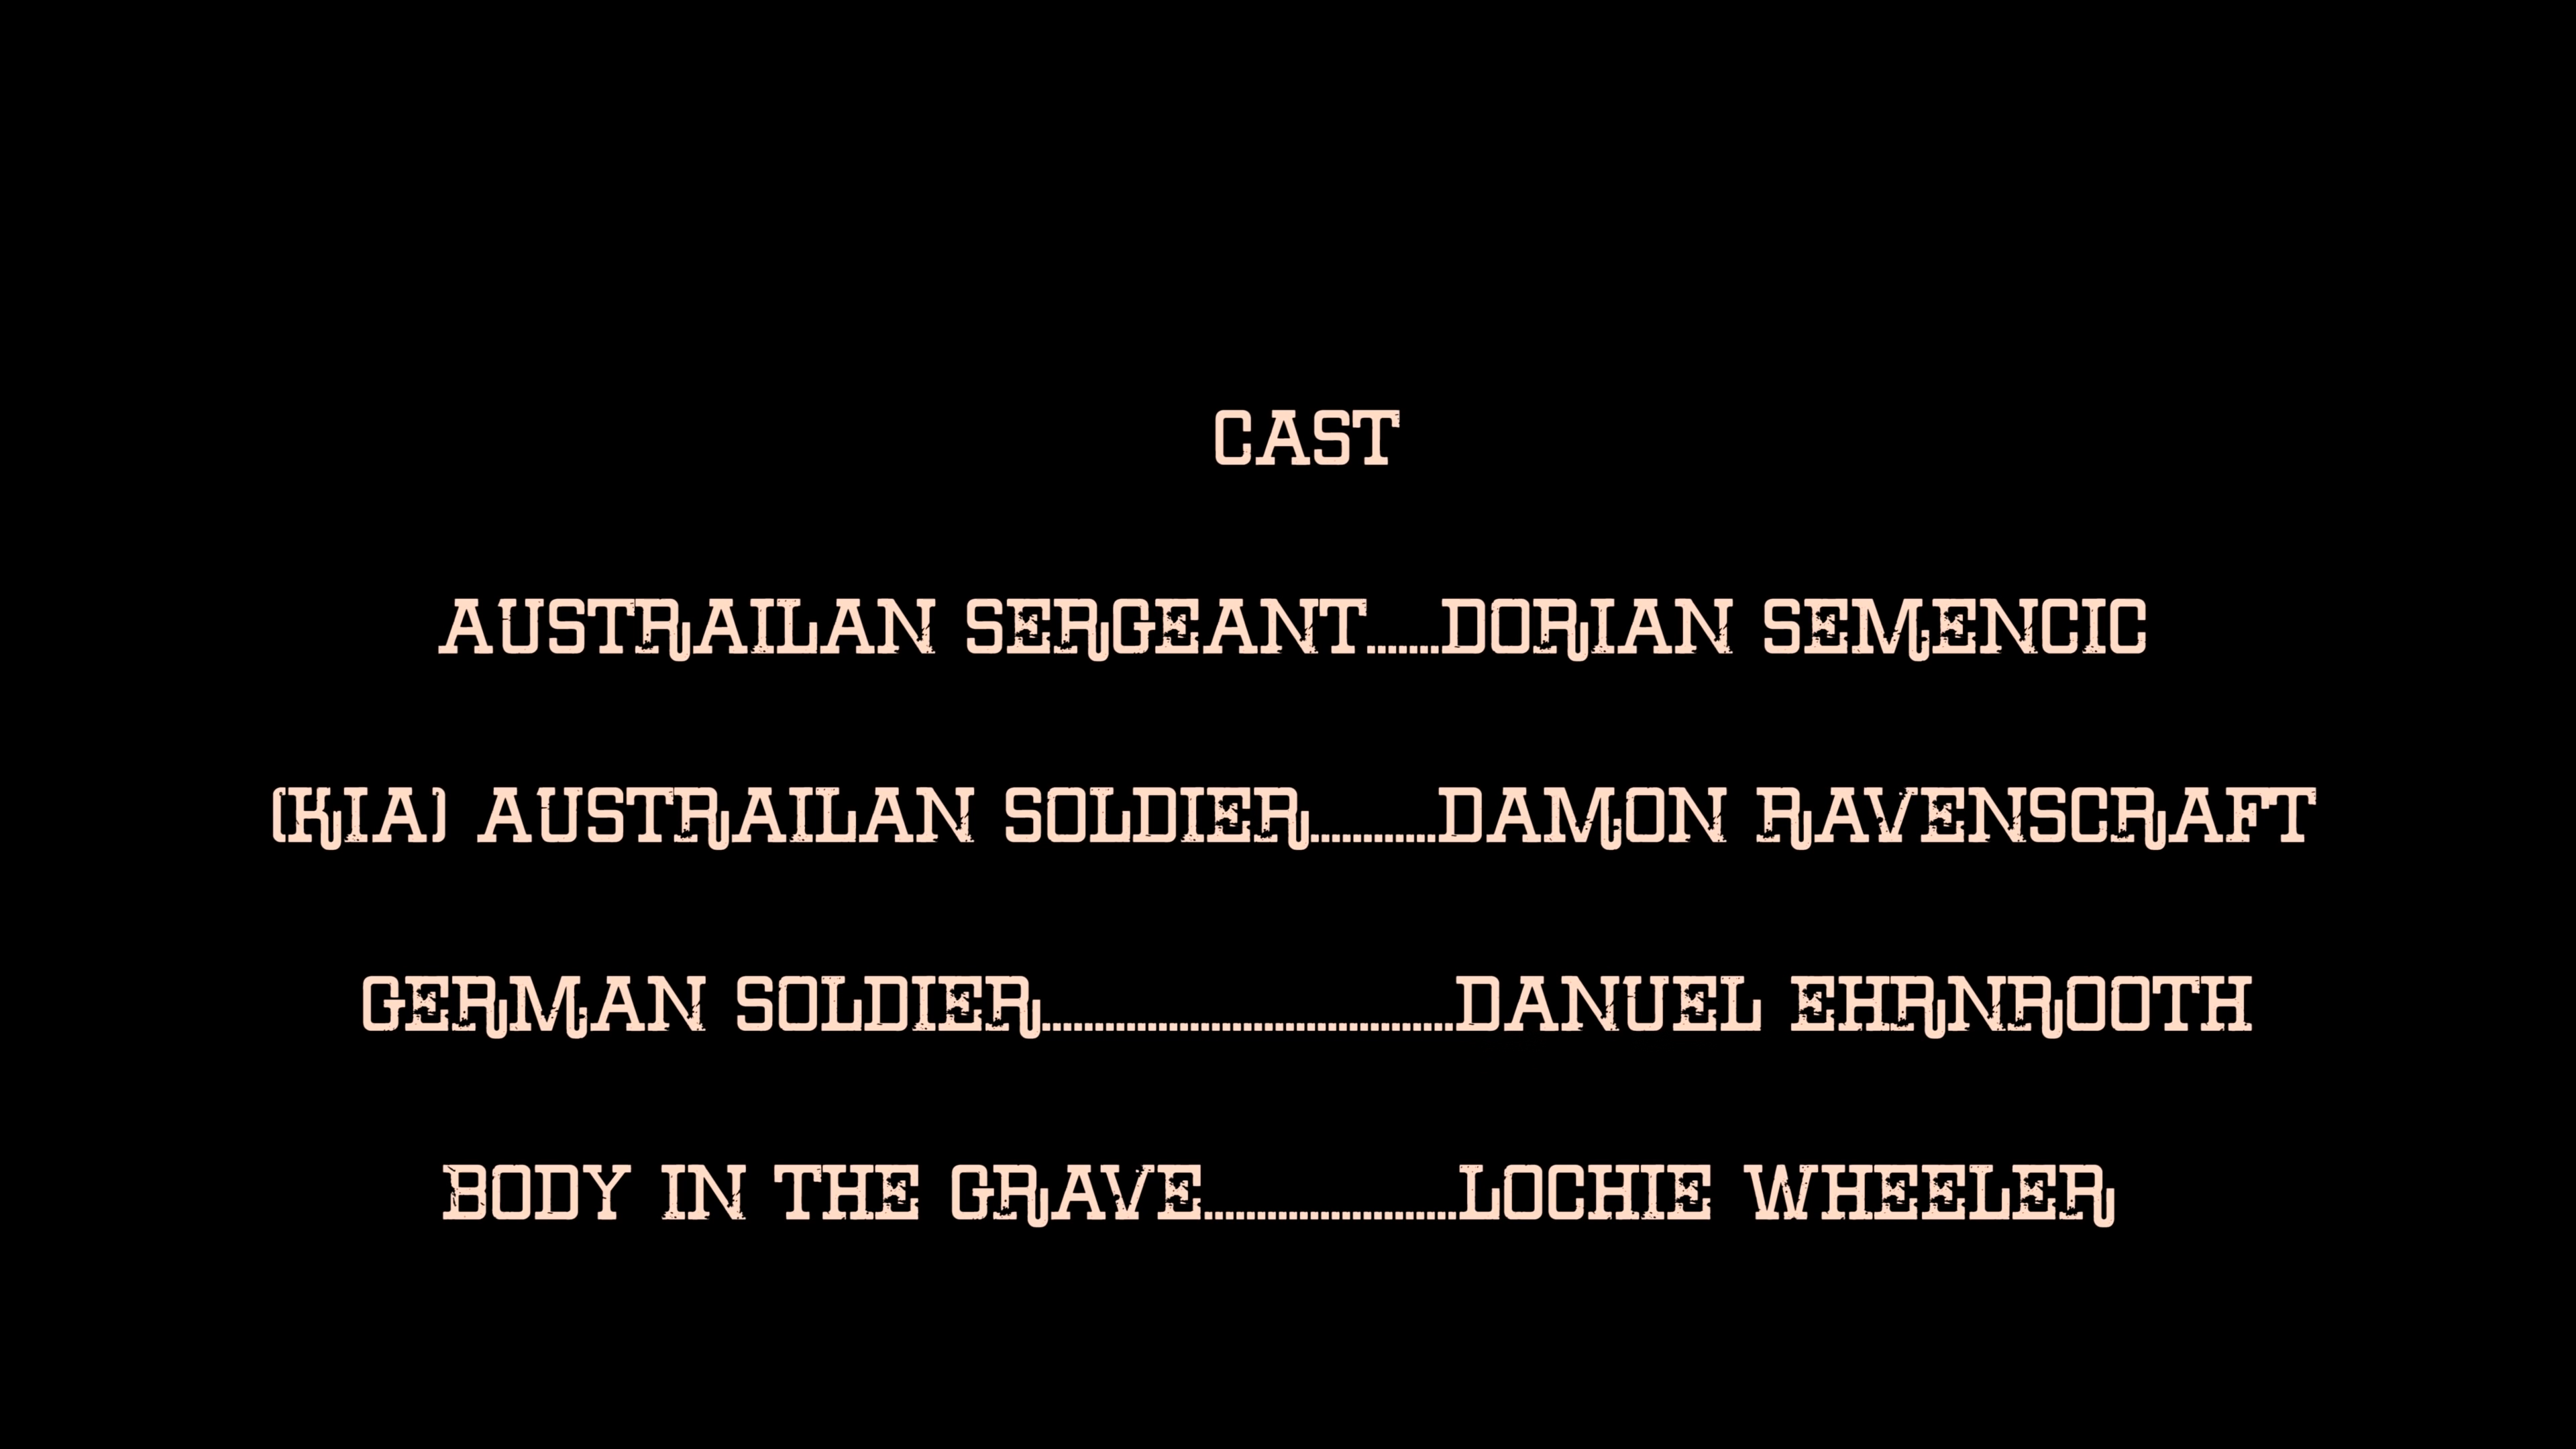 CAST
AUSTRAILAN SERGEANT.......DORIAN SEMENCIC
(KIA) AUSTRAILAN SOLDIER............DAMON RAVENSCRAFT
GERMAN SOLDIER.......................................DANUEL EHRNROOTH
BODY IN THE GRAVE........................LOCHIE WHEELER